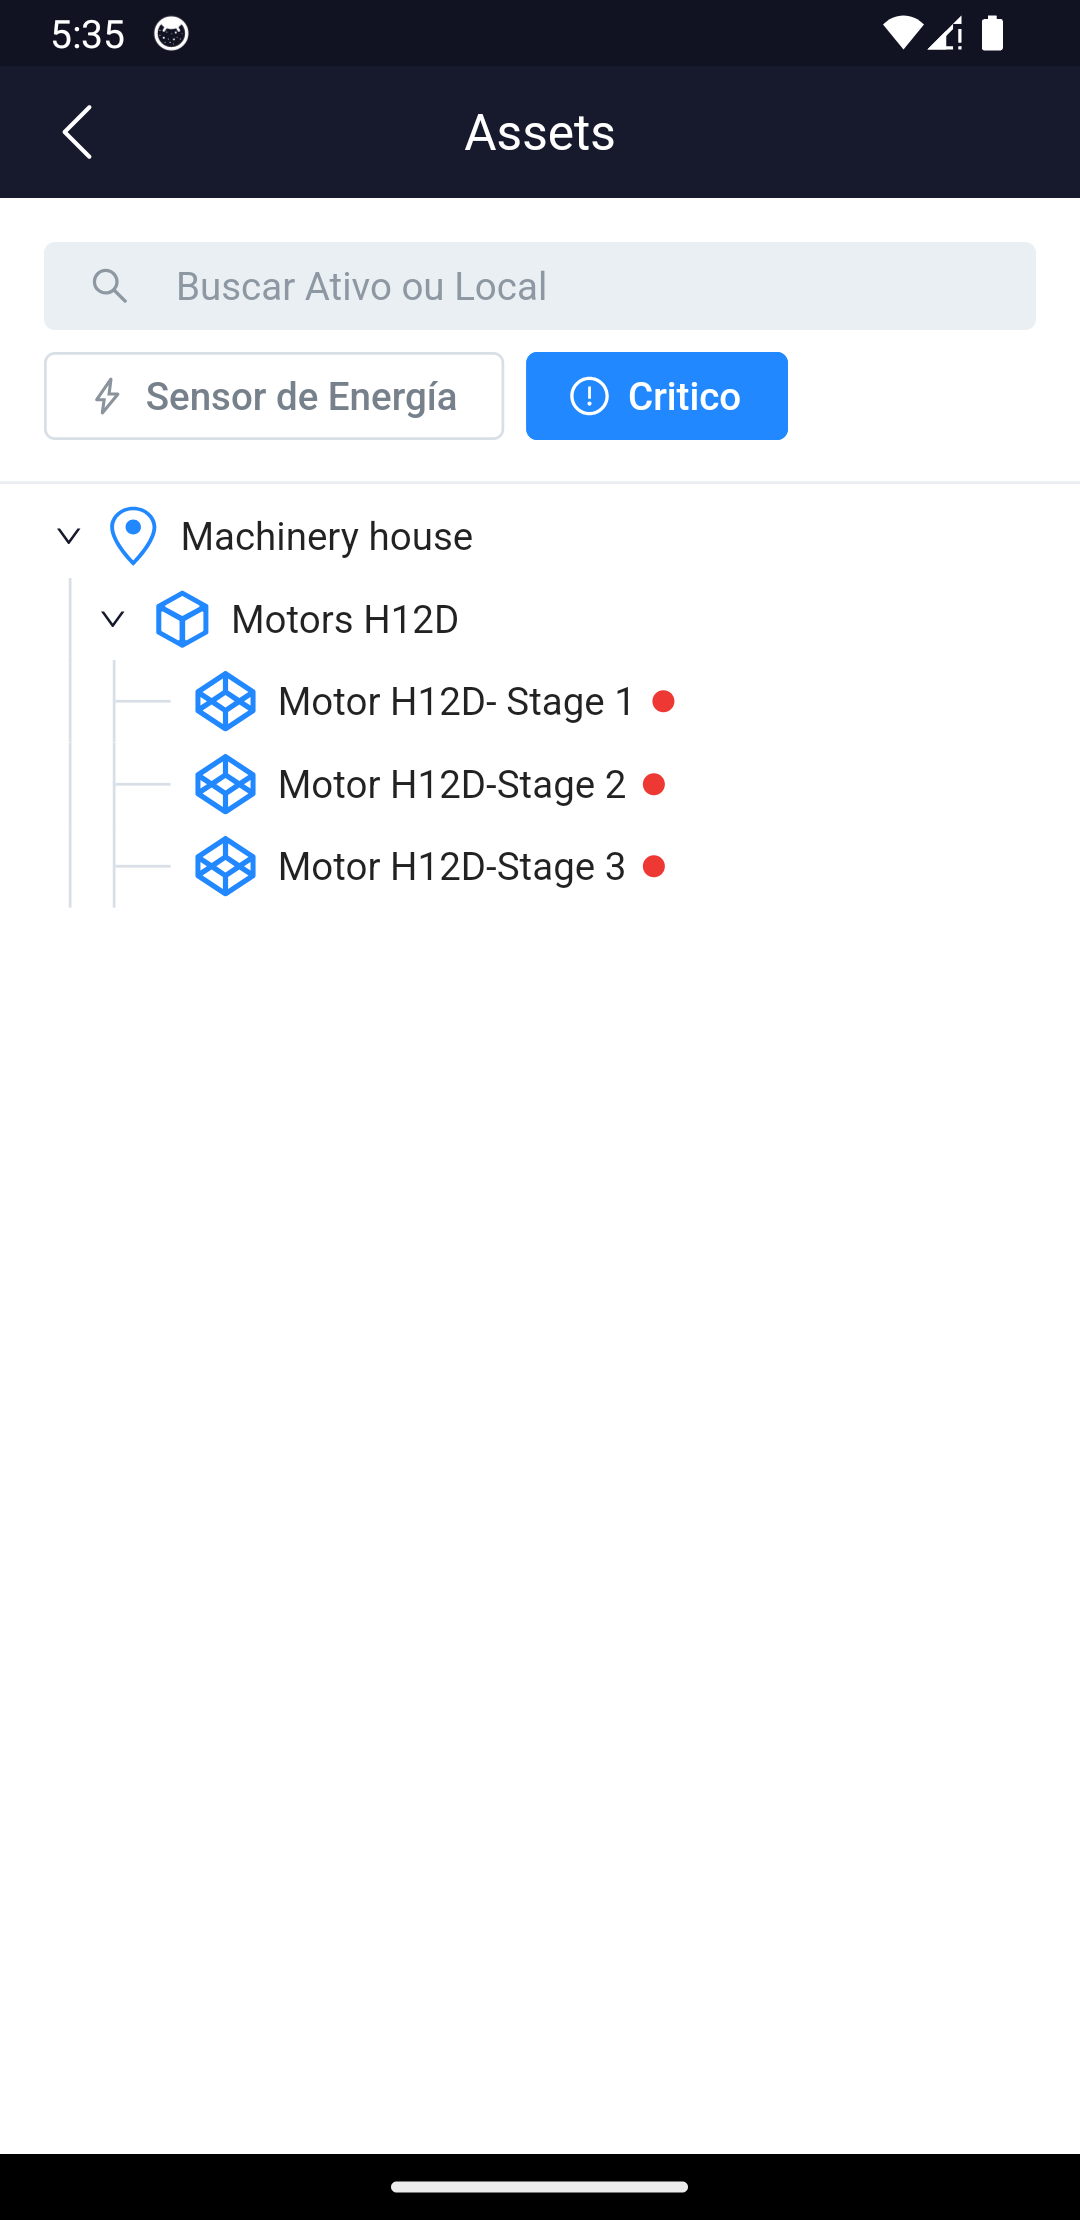 5:35
Assets
Buscar Ativo ou Local
Sensor de Energía
Critico
Machinery house
Motors H12D
Motor H12D- Stage 1
Motor H12D-Stage 2
Motor H12D-Stage 3